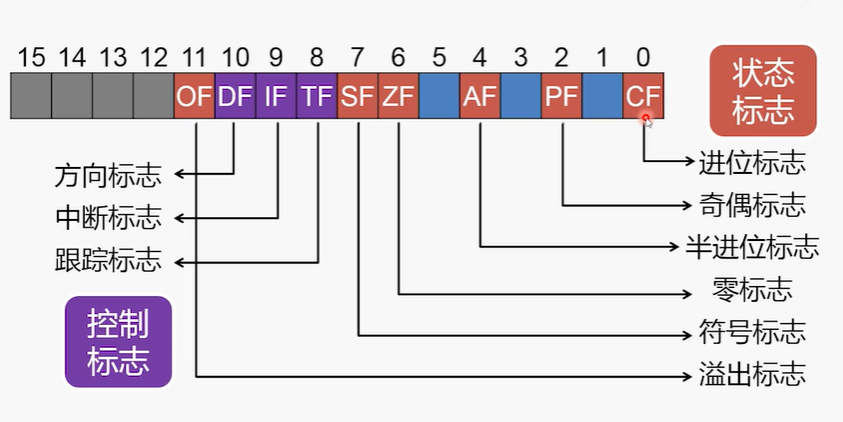 15 14 13 12 11 10 9 8 7 6 5 4 3 2 1 0
OF DF IF TF SF ZF AF PF CF
状态
标志
进位标志
方向标志
奇偶标志
中断标志
半进位标志
跟踪标志
零标志
控制
标志
符号标志
溢出标志